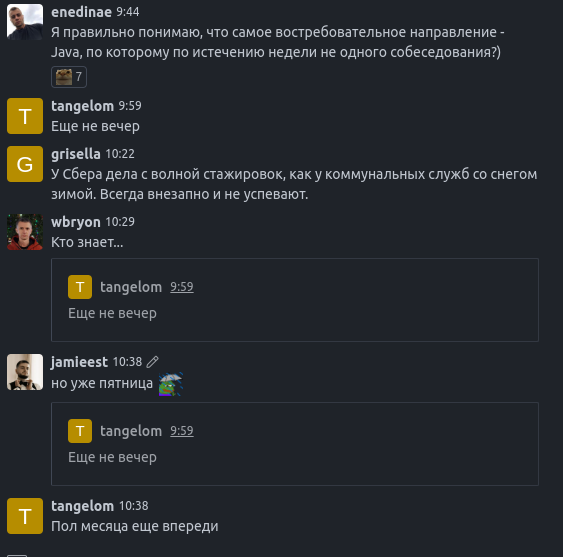 enedinae 9:44
Я правильно понимаю, что самое востребовательное направление -
Java, по которому по истечению недели не одного собеседования?)
7
T
tangelom 9:59
Еще не вечер
G
grisella 10:22
У Сбера дела с волной стажировок, как у коммунальных служб со снегом
зимой. Всегда внезапно и не успевают.
wbryon 10:29
Кто знает...
T tangelom 9:59
Еще не вечер
jamieest 10:38
но уже пятница
T tangelom 9:59
Еще не вечер
T
tangelom 10:38
Пол месяца еще впереди